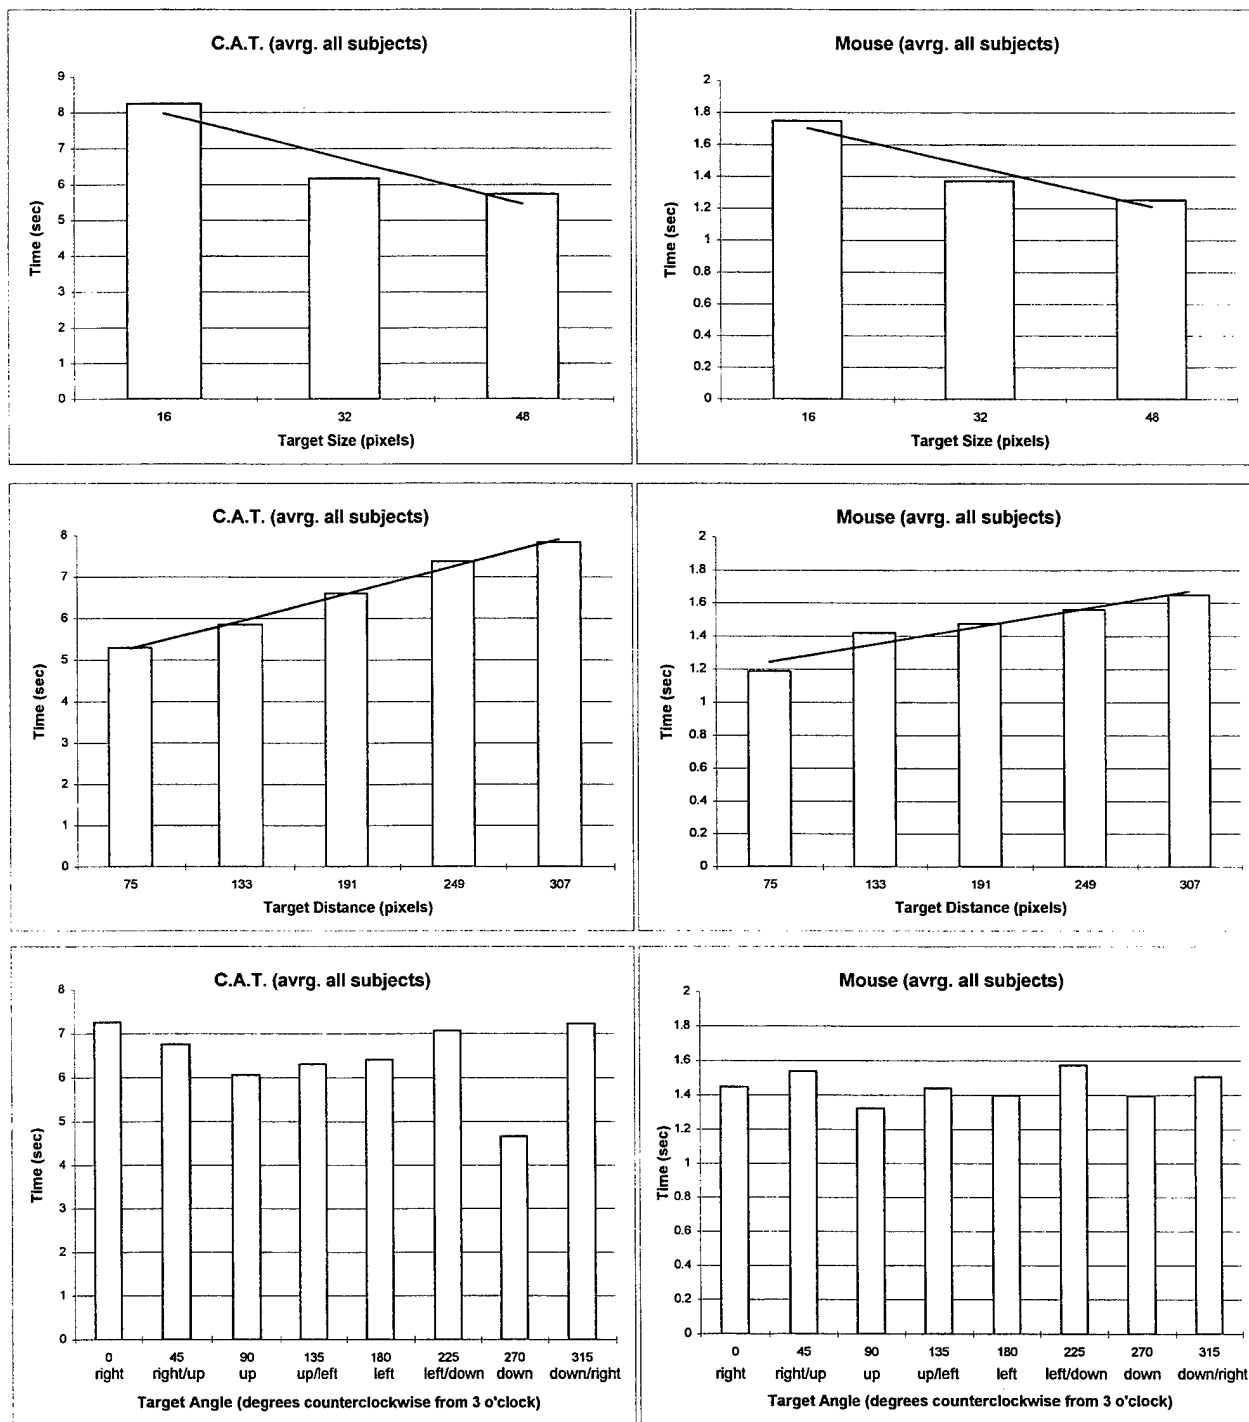 C.A.T. (avrg. all subjects)
9
8
7
6
5
4
3
2
1
0
Time (sec)
16 32 48
Target Size (pixels)
Mouse (avrg. all subjects)
2
1.8
1.6
1.4
1.2
1
0.8
0.6
0.4
0.2
0
Time (sec)
16 32 48
Target Size (pixels)
C.A.T. (avrg. all subjects)
8
7
6
5
4
3
2
1
0
Time (sec)
75 133 191 249 307
Target Distance (pixels)
Mouse (avrg. all subjects)
2
1.8
1.6
1.4
1.2
1
0.8
0.6
0.4
0.2
0
Time (sec)
75 133 191 249 307
Target Distance (pixels)
C.A.T. (avrg. all subjects)
8
7
6
5
4
3
2
1
0
Time (sec)
0 45 90 135 180 225 270 315
right right/up up up/left left left/down down down/right
Target Angle (degrees counterclockwise from 3 o'clock)
Mouse (avrg. all subjects)
2
1.8
1.6
1.4
1.2
1
0.8
0.6
0.4
0.2
0
Time (sec)
0 45 90 135 180 225 270 315
right right/up up up/left left left/down down down/right
Target Angle (degrees counterclockwise from 3 o'clock)